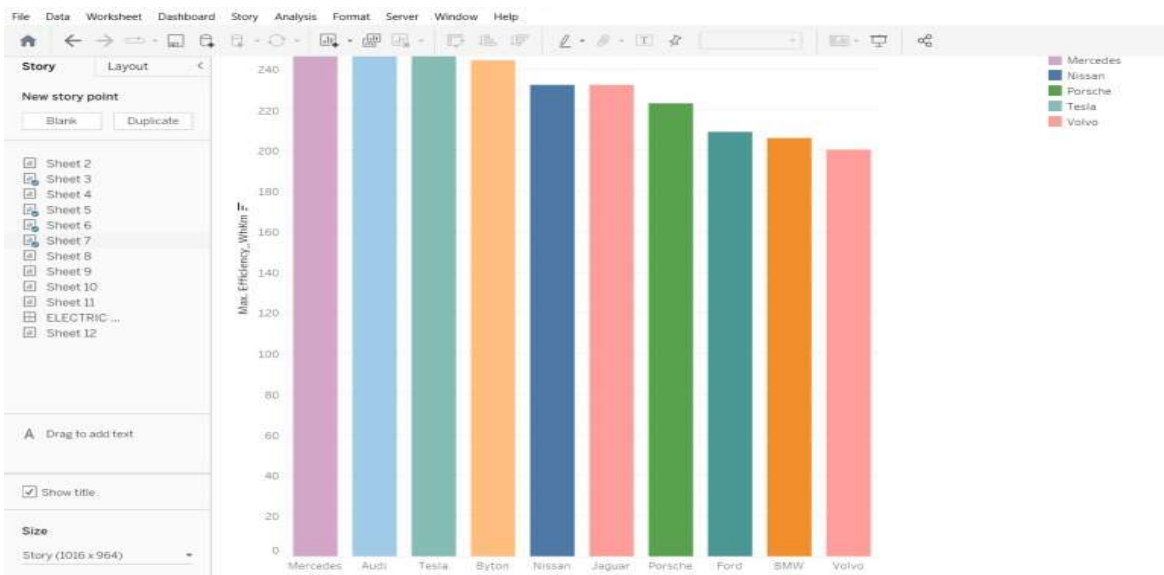 File Data Worksheet Dashboard Story Analysis Format Server Window Help
Story Layout
New story point
Blank Duplicate
Sheet 2
Sheet 3
Sheet 4
Sheet 5
Sheet 6
Sheet 7
Sheet 8
Sheet 9
Sheet 10
Sheet 11
ELECTRIC ...
Sheet 12
A Drag to add text
Show title
Size
Story (1016 x 964)
Max. Efficiency_WhKm
240
220
200
180
160
140
120
100
80
60
40
20
0
Mercedes Audi Tesla Byton Nissan Jaguar Porsche Ford BMW Volvo
Mercedes
Nissan
Porsche
Tesla
Volvo